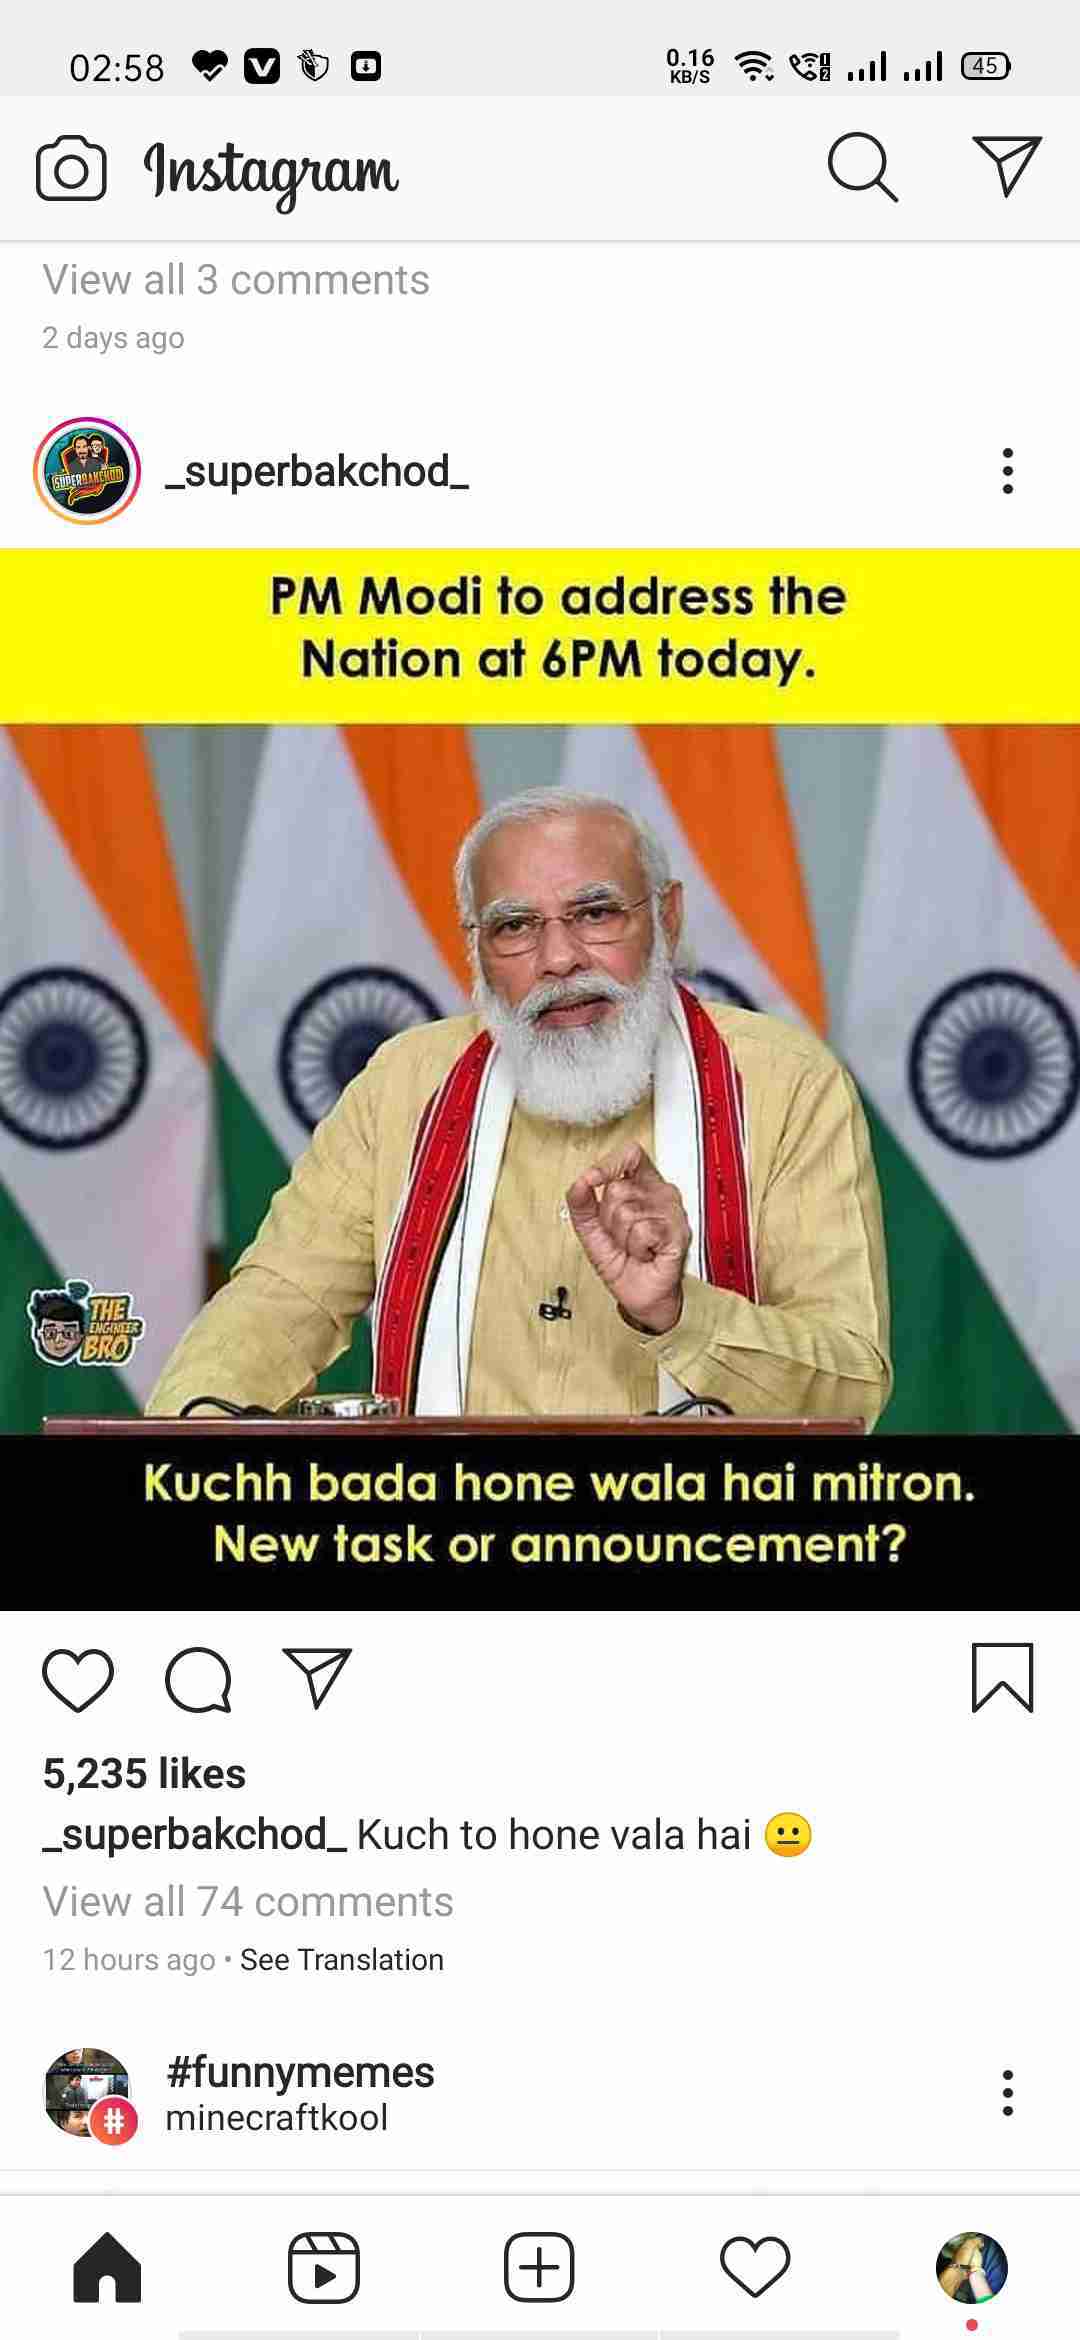 02:58
0.16
KB/S
45
Instagram
View all 3 comments
2 days ago
SUPERBAKCHOD
_superbakchod_
PM Modi to address the
Nation at 6PM today.
THE
ENGINEER
BRO
Kuchh bada hone wala hai mitron.
New task or announcement?
5,235 likes
_superbakchod_ Kuch to hone vala hai 😐
View all 74 comments
12 hours ago • See Translation
#funnymemes
minecraftkool